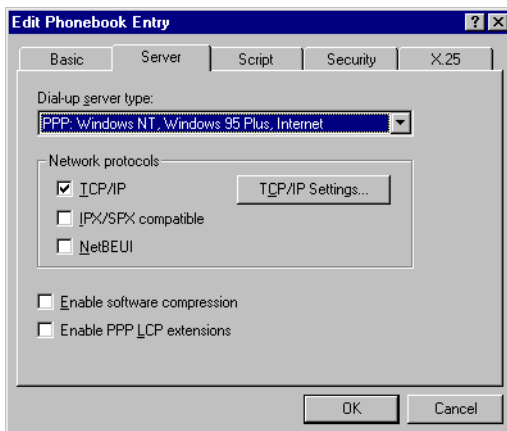 Edit Phonebook Entry
Basic
Server
Script
Security
X.25
Dial-up server type:
PPP: Windows NT, Windows 95 Plus, Internet
Network protocols
TCP/IP
TCP/IP Settings...
IPX/SPX compatible
NetBEUI
Enable software compression
Enable PPP LCP extensions
OK
Cancel